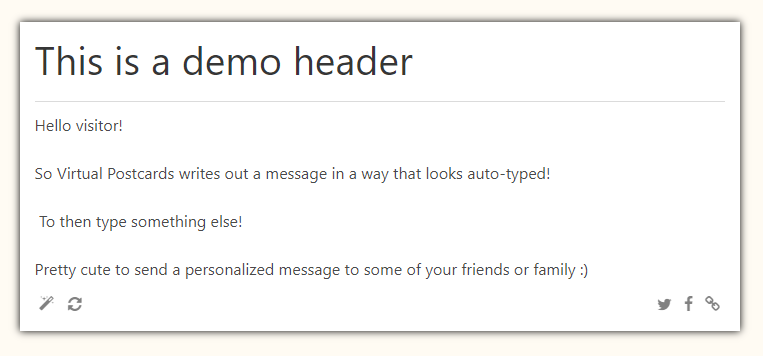 This is a demo header
Hello visitor!
So Virtual Postcards writes out a message in a way that looks auto-typed!
To then type something else!
Pretty cute to send a personalized message to some of your friends or family :)